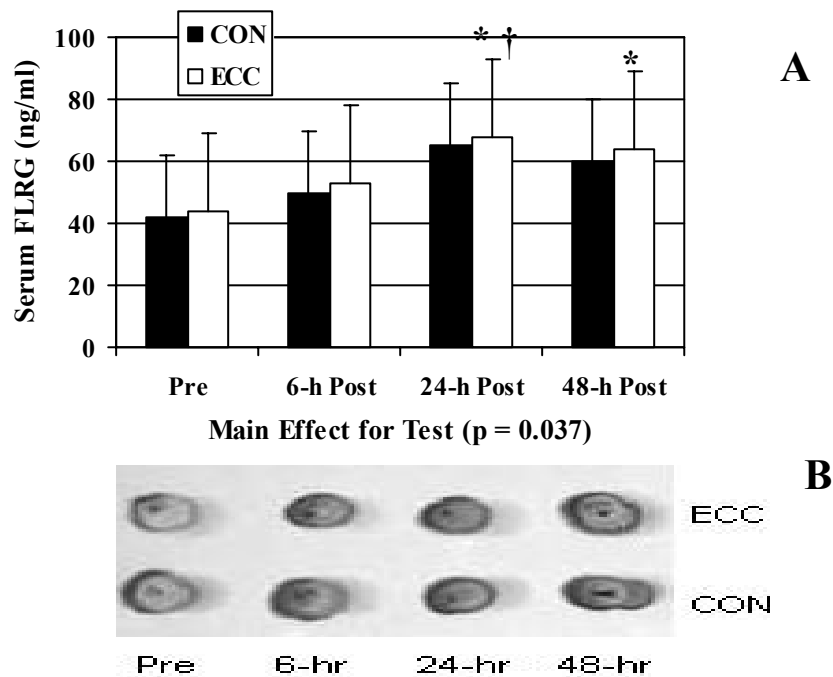 100
80
60
40
20
0
Serum FLRG (ng/ml)
CON
ECC
* †
*
A
Pre 6-h Post 24-h Post 48-h Post
Main Effect for Test (p = 0.037)
B
ECC
CON
Pre 6-hr 24-hr 48-hr